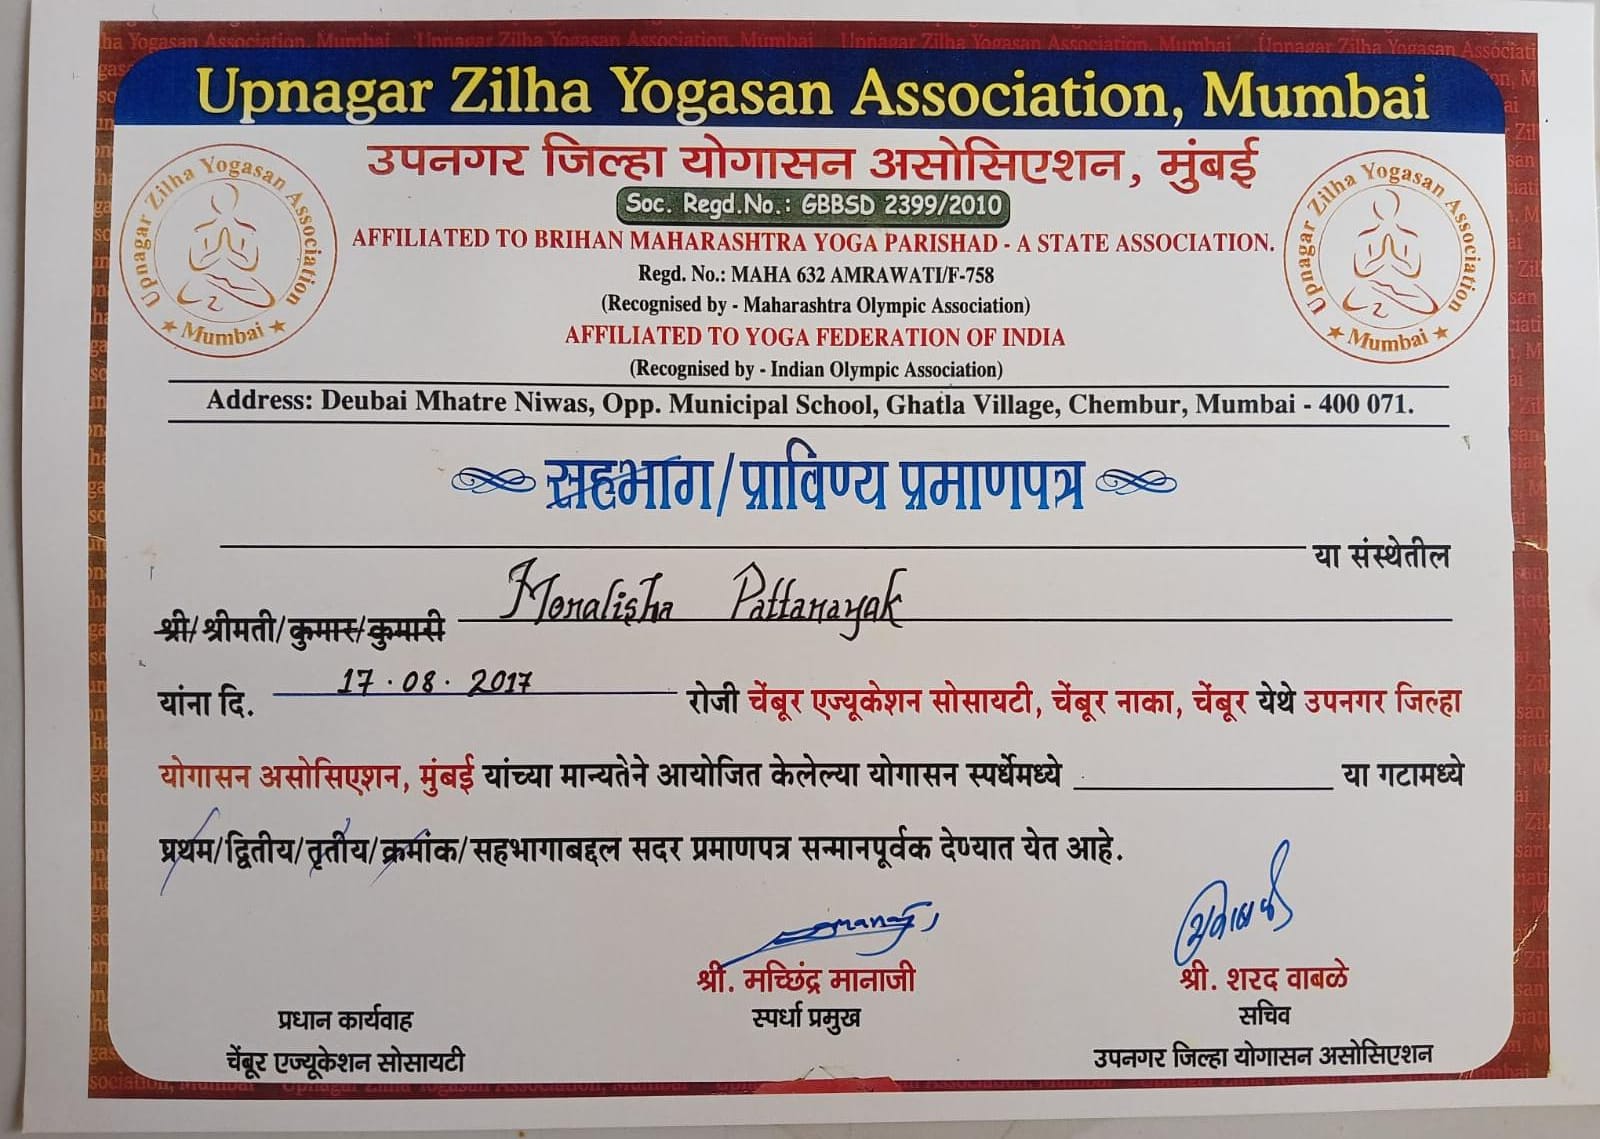 Upnagar Zilha Yogasan Association, Mumbai
उपनगर जिल्हा योगासन असोसिएशन, मुंबई
Soc. Regd.No.: GBBSD 2399/2010
AFFILIATED TO BRIHAN MAHARASHTRA YOGA PARISHAD - A STATE ASSOCIATION.
Regd. No.: MAHA 632 AMRAWATI/F-758
(Recognised by - Maharashtra Olympic Association)
AFFILIATED TO YOGA FEDERATION OF INDIA
(Recognised by - Indian Olympic Association)
Upnagar Zilha Yogasan Association
★ Mumbai ★
Upnagar Zilha Yogasan Association
★ Mumbai ★
Address: Deubai Mhatre Niwas, Opp. Municipal School, Ghatla Village, Chembur, Mumbai - 400 071.
सहभाग/प्राविण्य प्रमाणपत्र
या संस्थेतील
श्री/श्रीमती/कुमार/कुमारी Monalisha Pattanayak
यांना दि. 17.08.2017 रोजी चेंबूर एज्यूकेशन सोसायटी, चेंबूर नाका, चेंबूर येथे उपनगर जिल्हा
योगासन असोसिएशन, मुंबई यांच्या मान्यतेने आयोजित केलेल्या योगासन स्पर्धेमध्ये या गटामध्ये
प्रथम/द्वितीय/तृतीय/क्रमांक/सहभागाबद्दल सदर प्रमाणपत्र सन्मानपूर्वक देण्यात येत आहे.
श्री. मच्छिंद्र मानाजी
स्पर्धा प्रमुख
श्री. शरद वाबळे
सचिव
उपनगर जिल्हा योगासन असोसिएशन
प्रधान कार्यवाह
चेंबूर एज्यूकेशन सोसायटी